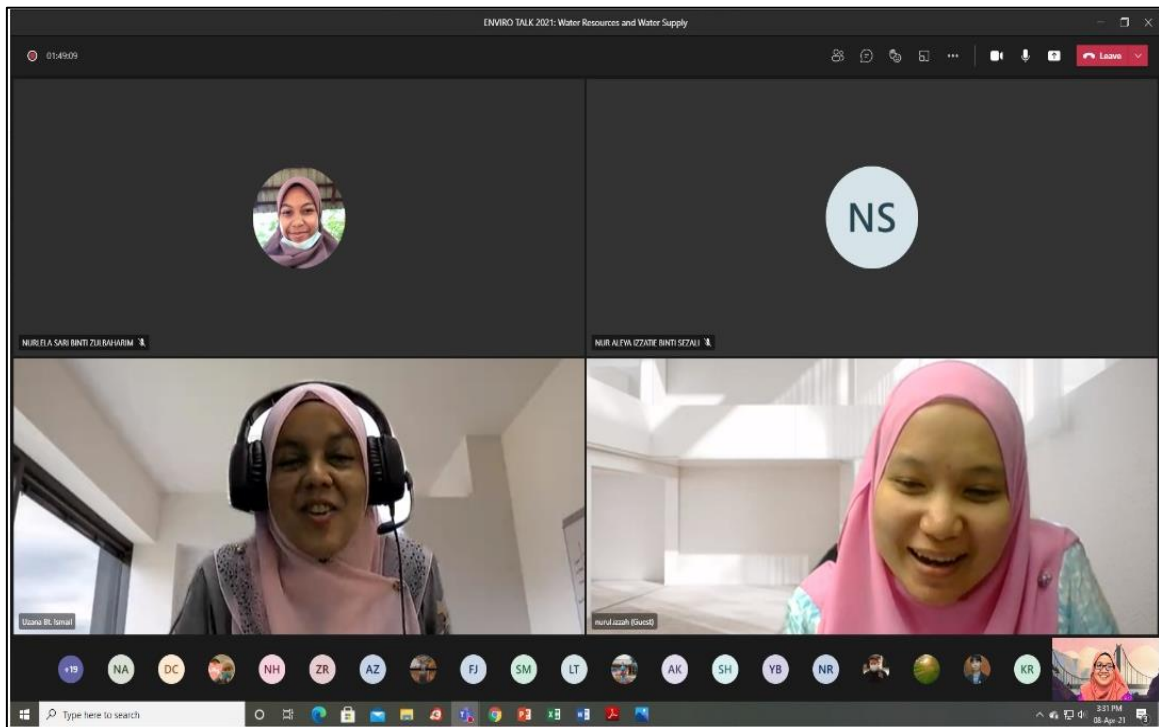 ENVIRO TALK 2021: Water Resources and Water Supply
01:49:09
Leave
NS
NURLELA SARI BINTI ZULBAHARIM
NUR ALEYA IZZATIE BINTI SEZALI
Uzana Bt. Ismail
nurul.izzah (Guest)
+19 NA DC NH ZR AZ FJ SM LT AK SH YB NR KR
Type here to search
3:31 PM
08-Apr-21